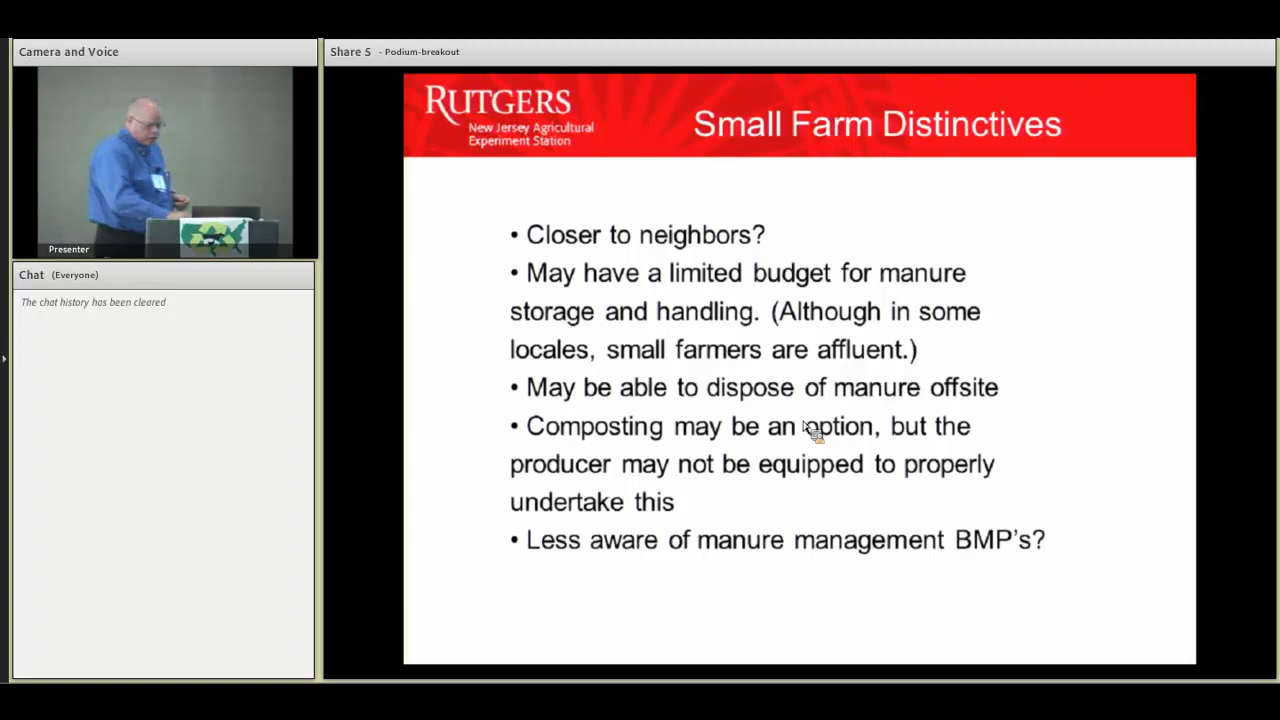 Camera and Voice
Share 5 - Podium-breakout
Presenter
Chat (Everyone)
The chat history has been cleared
RUTGERS
New Jersey Agricultural
Experiment Station
Small Farm Distinctives
• Closer to neighbors?
• May have a limited budget for manure
storage and handling. (Although in some
locales, small farmers are affluent.)
• May be able to dispose of manure offsite
• Composting may be an option, but the
producer may not be equipped to properly
undertake this
• Less aware of manure management BMP's?